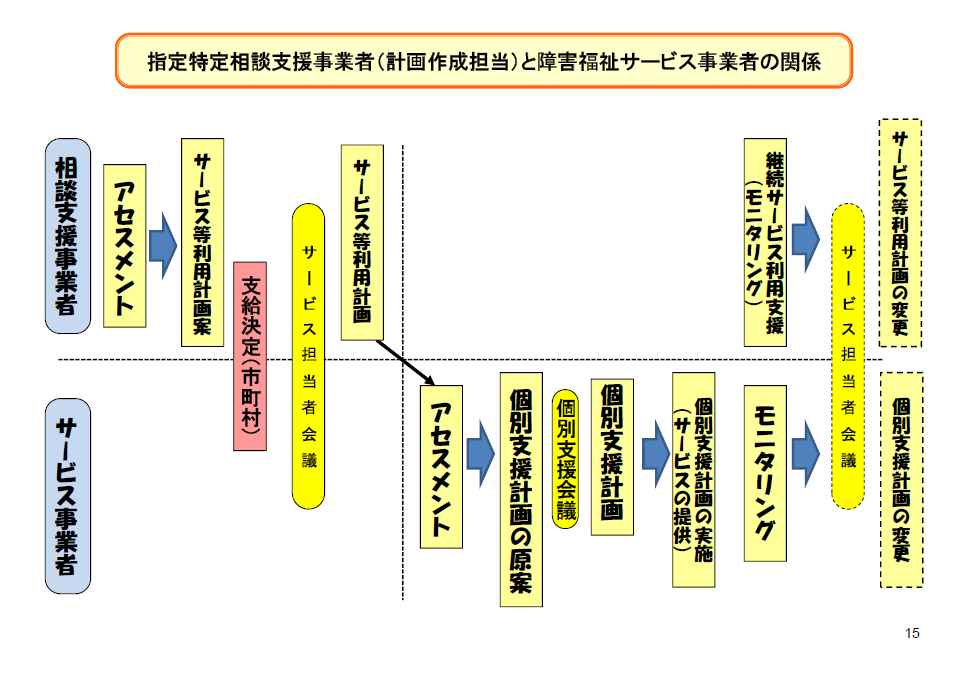 指定特定相談支援事業者（計画作成担当）と障害福祉サービス事業者の関係
相談支援事業者
アセスメント
サービス等利用計画案
支給決定（市町村）
サービス担当者会議
サービス等利用計画
継続サービス利用支援
（モニタリング）
サービス担当者会議
サービス等利用計画の変更
サービス事業者
アセスメント
個別支援計画の原案
個別支援会議
個別支援計画
個別支援計画の実施
（サービスの提供）
モニタリング
個別支援計画の変更
15